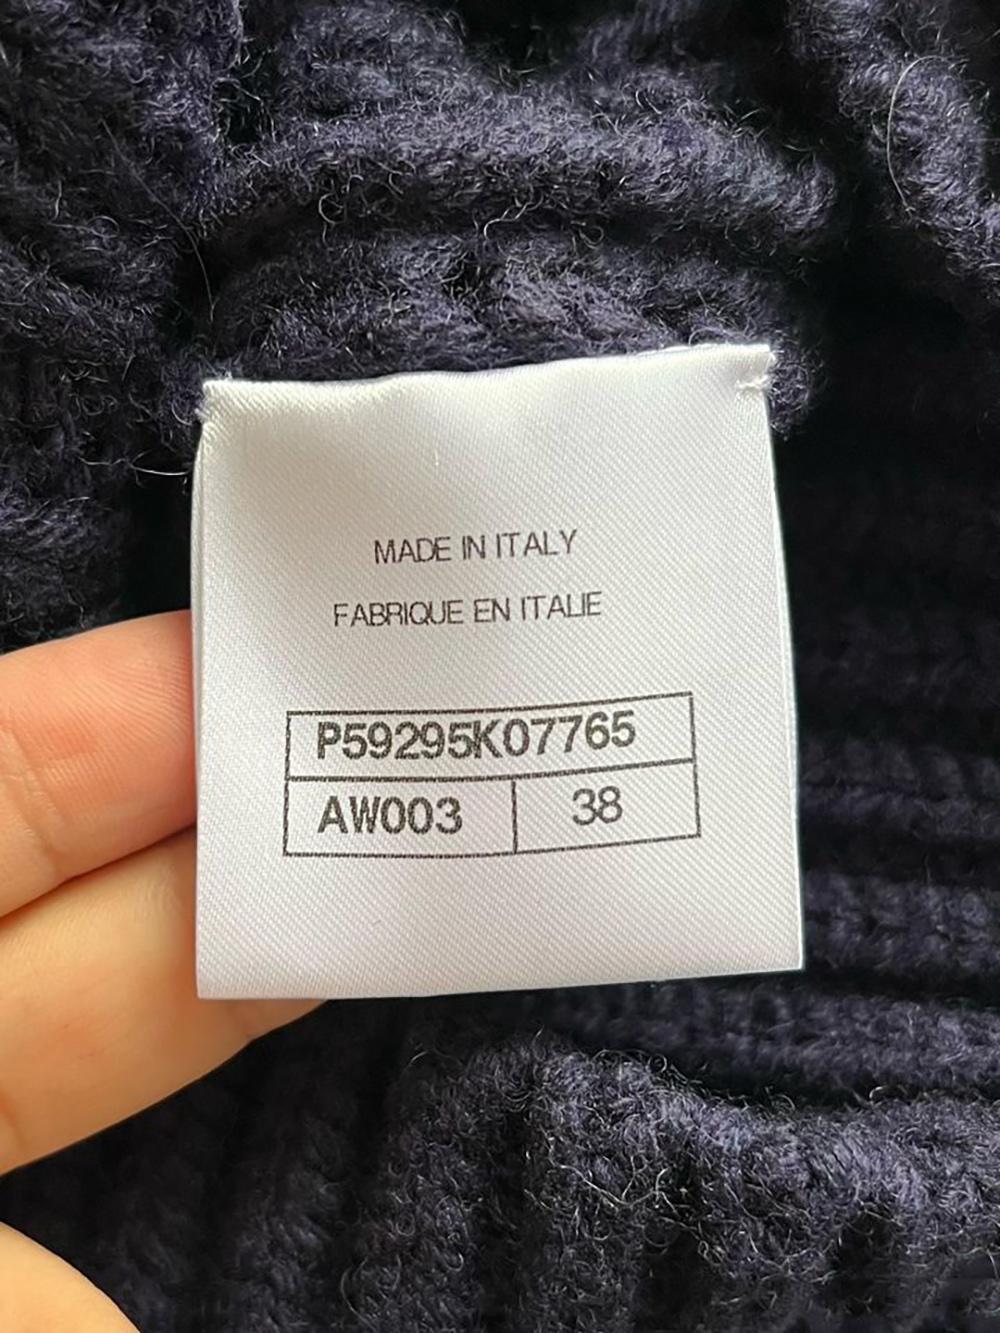 MADE IN ITALY
FABRIQUE EN ITALIE
P59295K07765
AW003 38